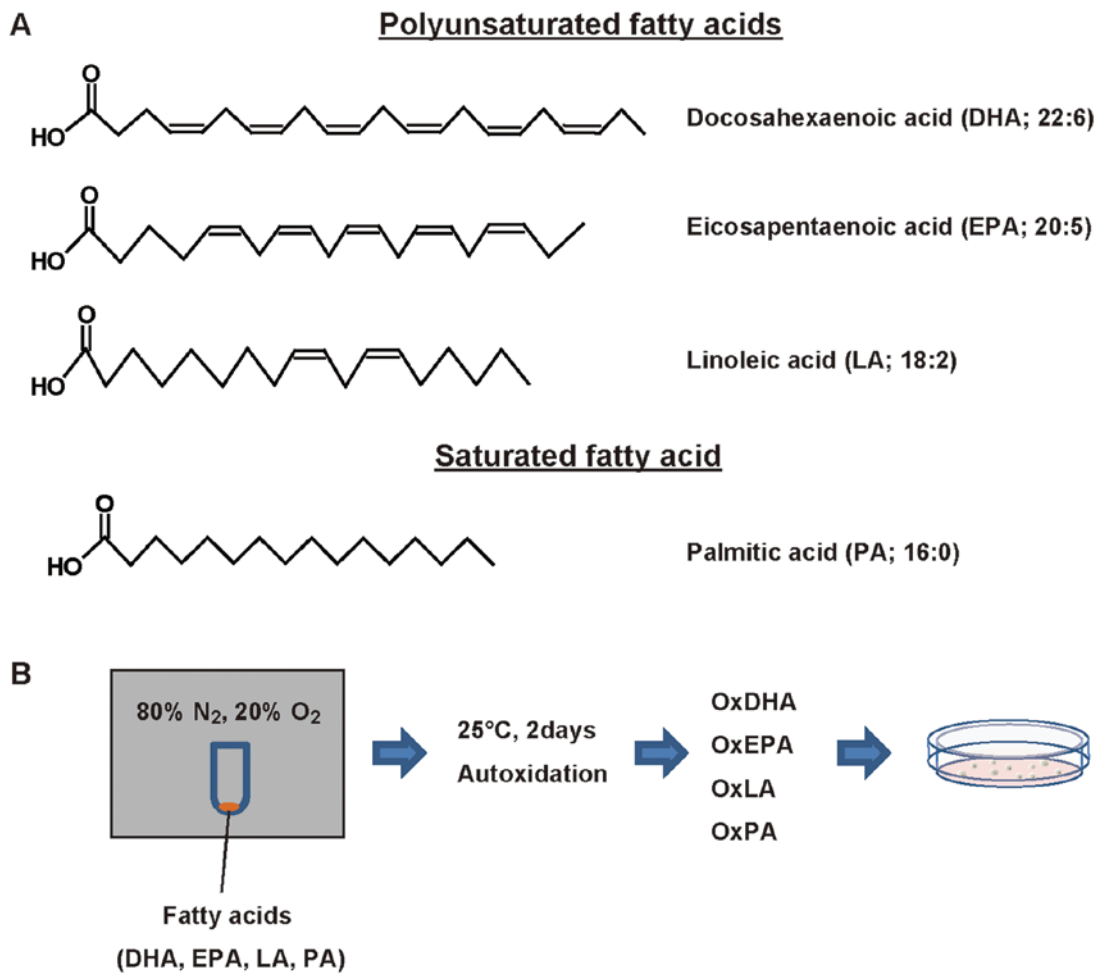 A
Polyunsaturated fatty acids
O
HO
Docosahexaenoic acid (DHA; 22:6)
O
HO
Eicosapentaenoic acid (EPA; 20:5)
O
HO
Linoleic acid (LA; 18:2)
Saturated fatty acid
O
HO
Palmitic acid (PA; 16:0)
B
80% N₂, 20% O₂
25°C, 2days
Autoxidation
OxDHA
OxEPA
OxLA
OxPA
Fatty acids
(DHA, EPA, LA, PA)